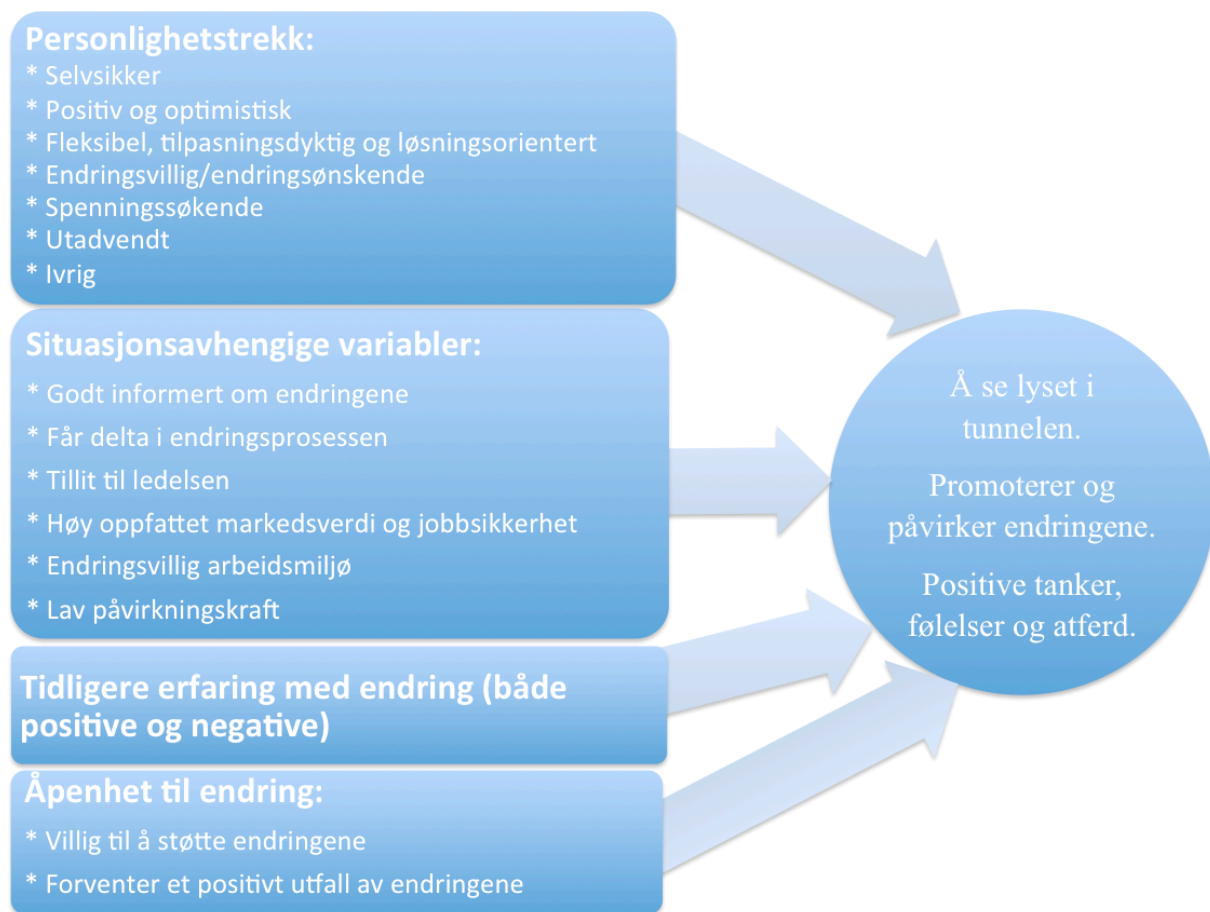 Personlighetstrekk:
* Selvsikker
* Positiv og optimistisk
* Fleksibel, tilpasningsdyktig og løsningsorientert
* Endringsvillig/endringsønskende
* Spenningssøkende
* Utadvendt
* Ivrig
Situasjonsavhengige variabler:
* Godt informert om endringene
* Får delta i endringsprosessen
* Tillit til ledelsen
* Høy oppfattet markedsverdi og jobbsikkerhet
* Endringsvillig arbeidsmiljø
* Lav påvirkningskraft
Tidligere erfaring med endring (både
positive og negative)
Åpenhet til endring:
* Villig til å støtte endringene
* Forventer et positivt utfall av endringene
Å se lyset i
tunnelen.
Promoterer og
påvirker endringene.
Positive tanker,
følelser og atferd.